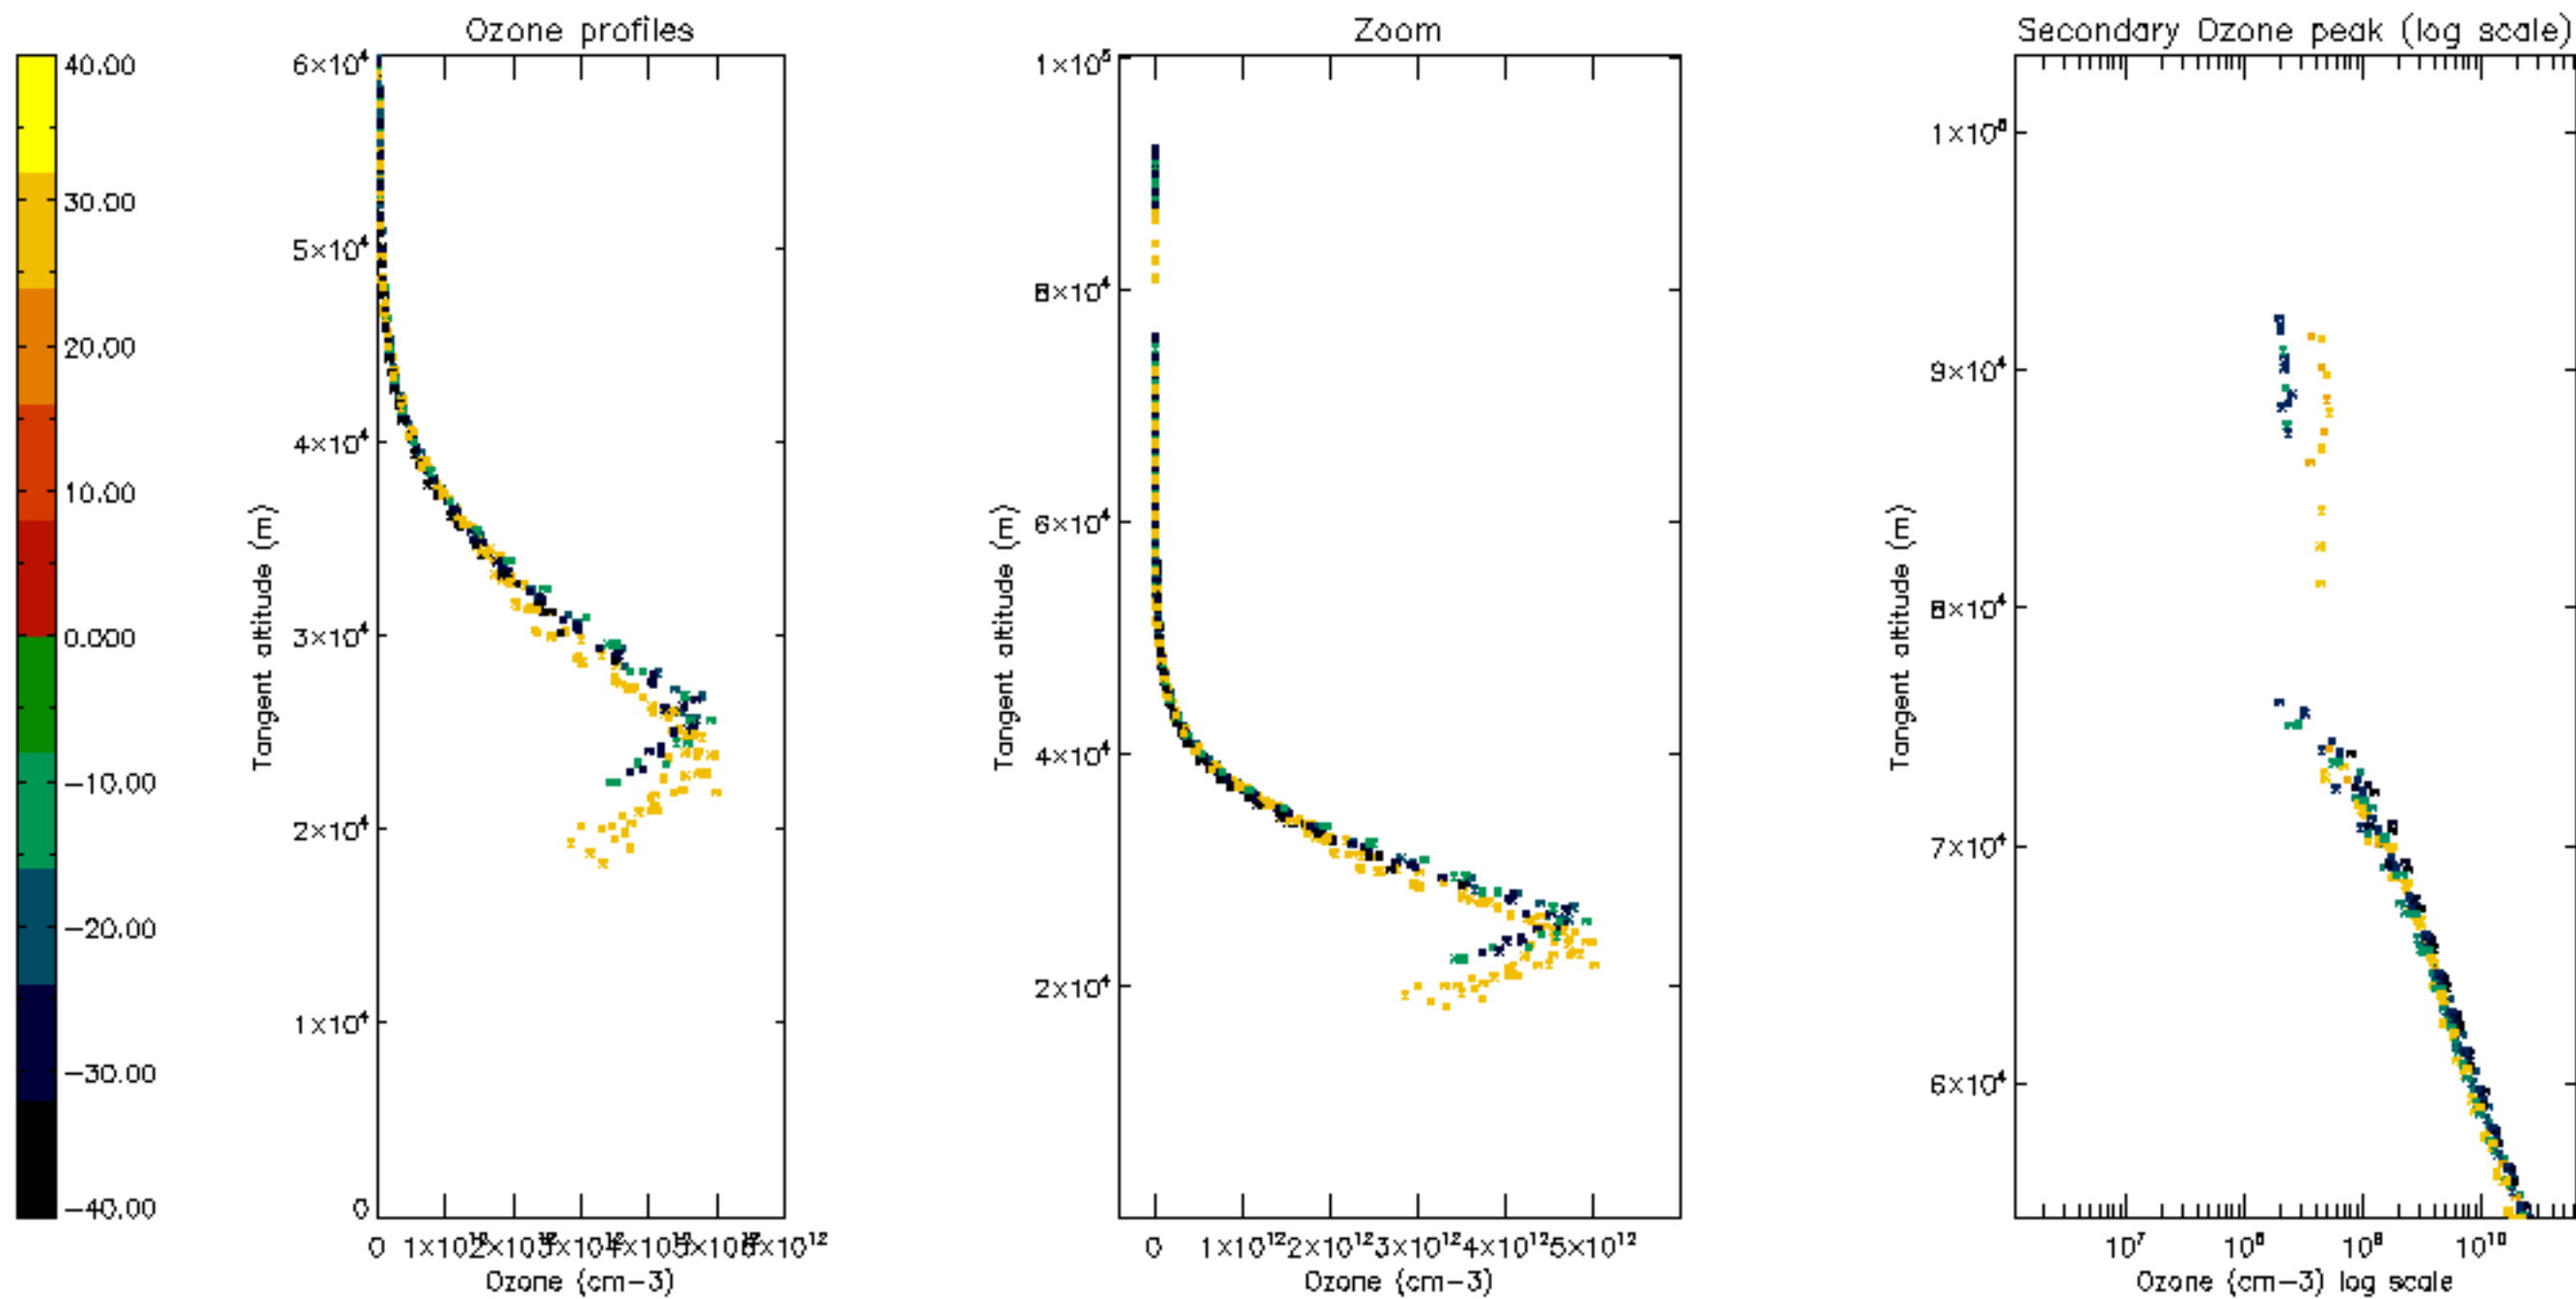 Ozone profiles
Zoom
Secondary Ozone peak (log scale)
40.00
30.00
20.00
10.00
-10.00
-20.00
-30.00
-40.00
Tangent altitude (m)
6×10⁴
5×10⁴
4×10⁴
3×10⁴
2×10⁴
1×10⁴
0
0
Ozone (cm-3)
Tangent altitude (m)
1×10⁵
8×10⁴
6×10⁴
4×10⁴
2×10⁴
0 1×10¹² 2×10¹² 3×10¹² 4×10¹² 5×10¹²
Ozone (cm-3)
Tangent altitude (m)
9×10⁴
8×10⁴
7×10⁴
6×10⁴
10⁷ 10⁸ 10⁹ 10¹⁰
Ozone (cm-3) log scale